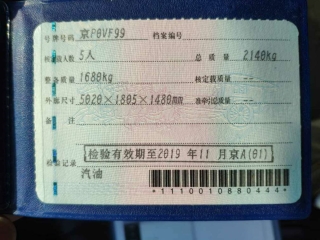 号牌号码 京P0VF99 档案编号
核定载人数 5人 总质量 2140kg
整备质量 1680kg 核定载质量 --
外廓尺寸 5020×1805×1480mm 准牵引总质量 --
备注
检验有效期至2019年11月京A(01)
检验记录
汽油
*1110010880444*